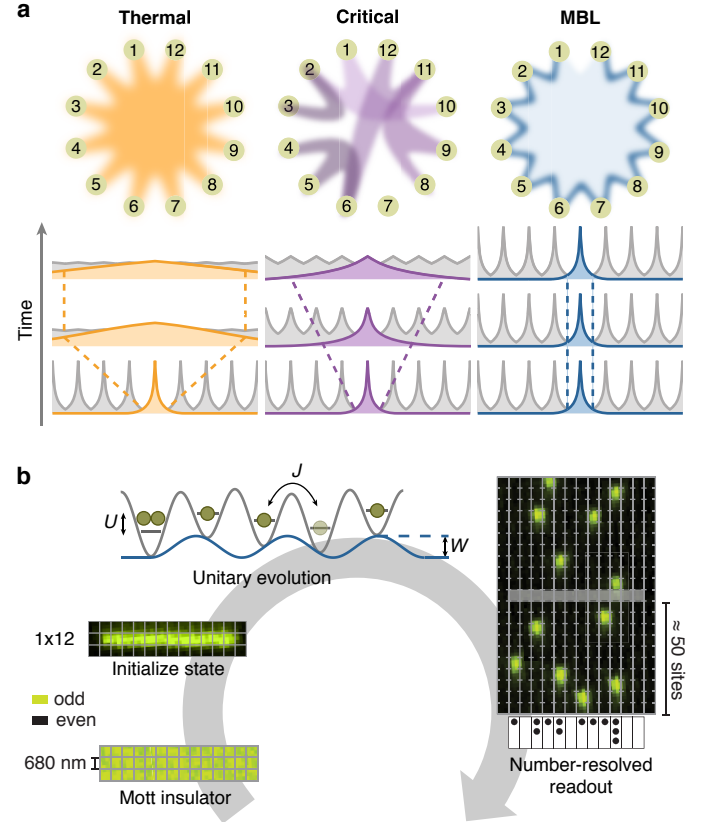 a
Thermal
Critical
MBL
1 12
2 11
3 10
4 9
5 8
6 7
1 12
2 11
3 10
4 9
5 8
6 7
1 12
2 11
3 10
4 9
5 8
6 7
Time
b
J
U
W
Unitary evolution
1x12
Initialize state
odd
even
680 nm
Mott insulator
≈ 50 sites
Number-resolved
readout